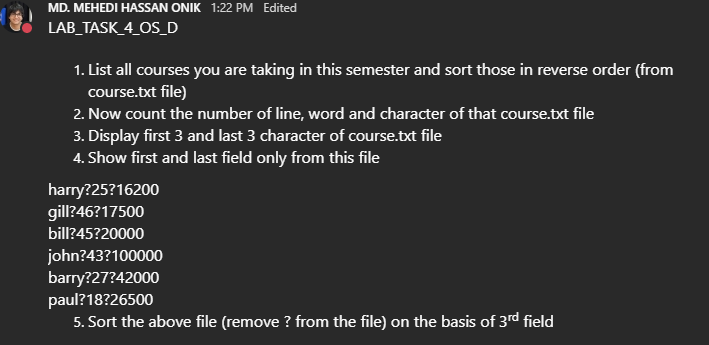 MD. MEHEDI HASSAN ONIK 1:22 PM Edited
LAB_TASK_4_OS_D
1. List all courses you are taking in this semester and sort those in reverse order (from
course.txt file)
2. Now count the number of line, word and character of that course.txt file
3. Display first 3 and last 3 character of course.txt file
4. Show first and last field only from this file
harry?25?16200
gill?46?17500
bill?45?20000
john?43?100000
barry?27?42000
paul?18?26500
5. Sort the above file (remove ? from the file) on the basis of 3rd field